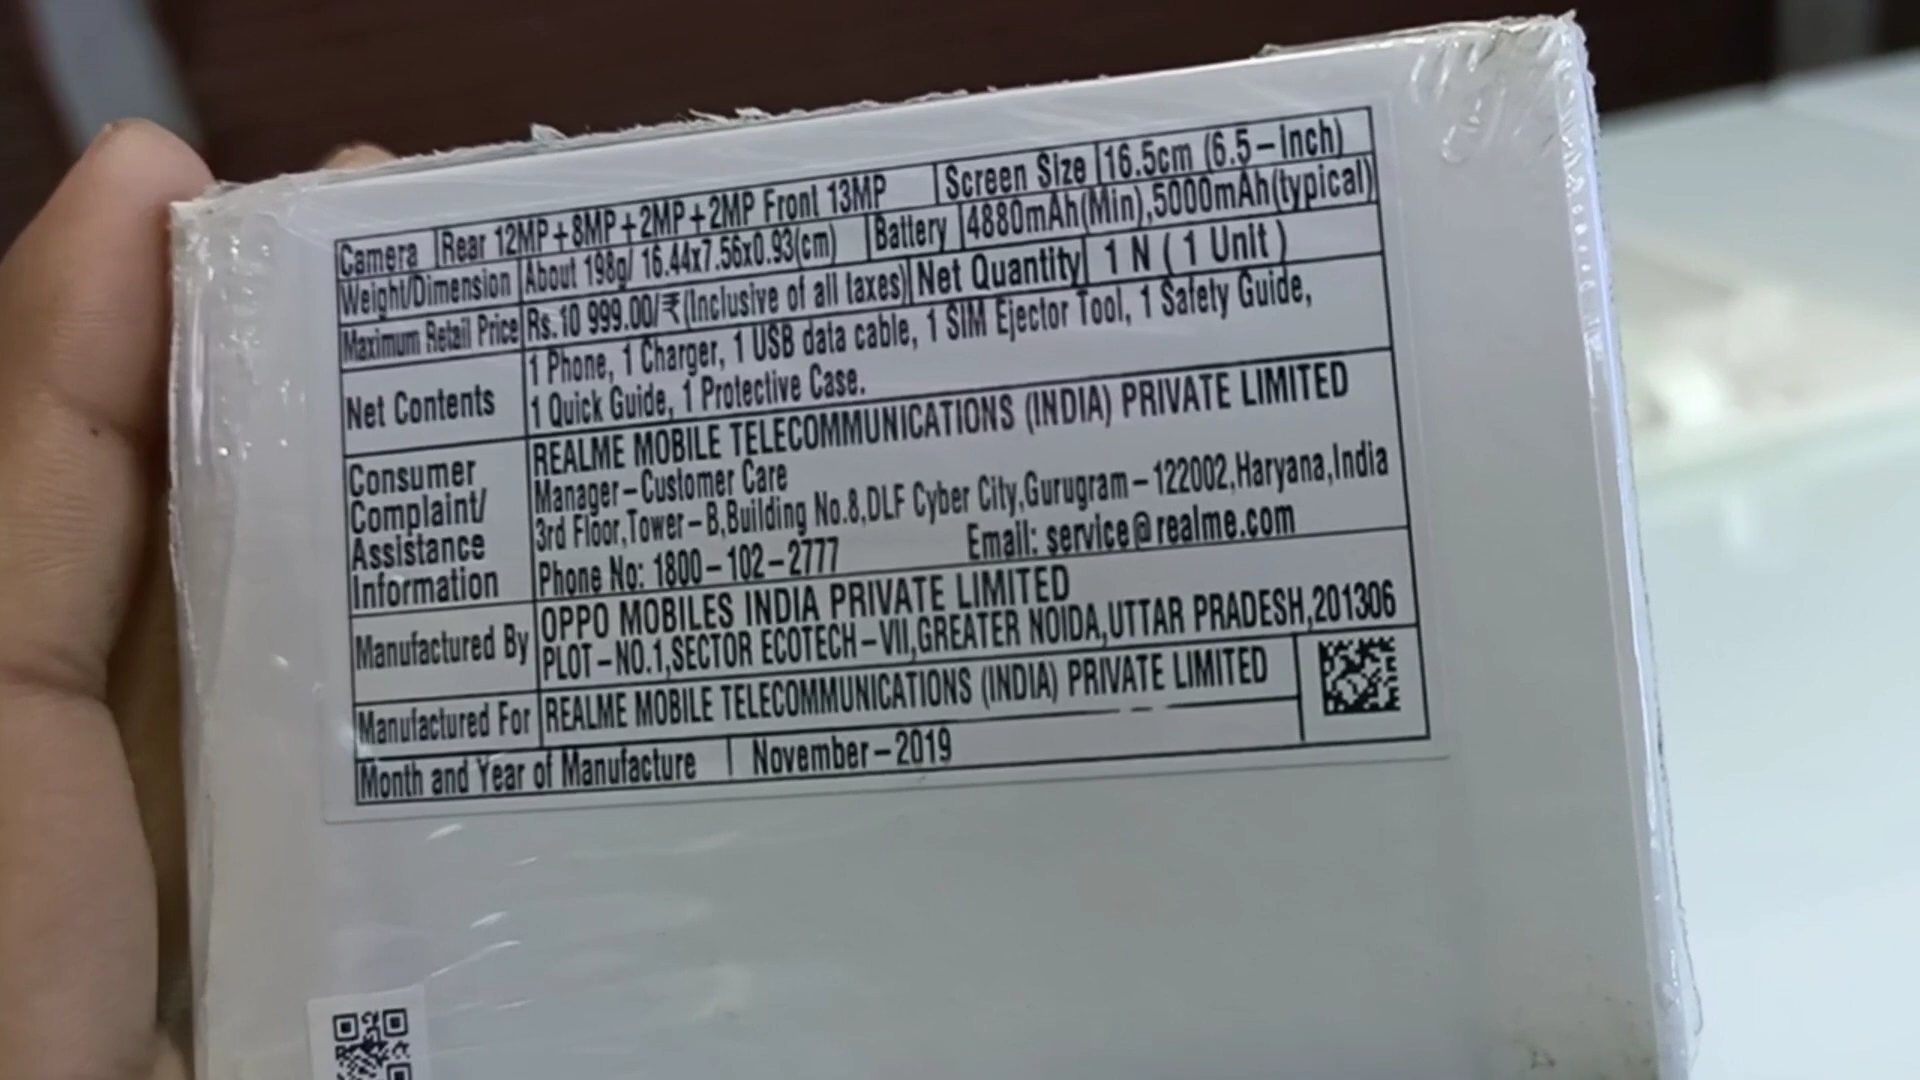 Camera Rear 12MP+8MP+2MP+2MP Front 13MP Screen Size 16.5cm (6.5-Inch)
Weight/Dimension About 198g/ 16.44x7.56x0.93(cm) Battery 4880mAh(Min),5000mAh(typical)
Maximum Retail Price Rs.10 999.00/₹(Inclusive of all taxes) Net Quantity 1 N ( 1 Unit )
Net Contents 1 Phone, 1 Charger, 1 USB data cable, 1 SIM Ejector Tool, 1 Safety Guide,
1 Quick Guide, 1 Protective Case.
Consumer
Complaint/
Assistance
Information
REALME MOBILE TELECOMMUNICATIONS (INDIA) PRIVATE LIMITED
Manager-Customer Care
3rd Floor,Tower-B,Building No.8,DLF Cyber City,Gurugram-122002,Haryana,India
Phone No: 1800-102-2777 Email: service@realme.com
Manufactured By OPPO MOBILES INDIA PRIVATE LIMITED
PLOT-NO.1,SECTOR ECOTECH-VII,GREATER NOIDA,UTTAR PRADESH,201306
Manufactured For REALME MOBILE TELECOMMUNICATIONS (INDIA) PRIVATE LIMITED
Month and Year of Manufacture November-2019